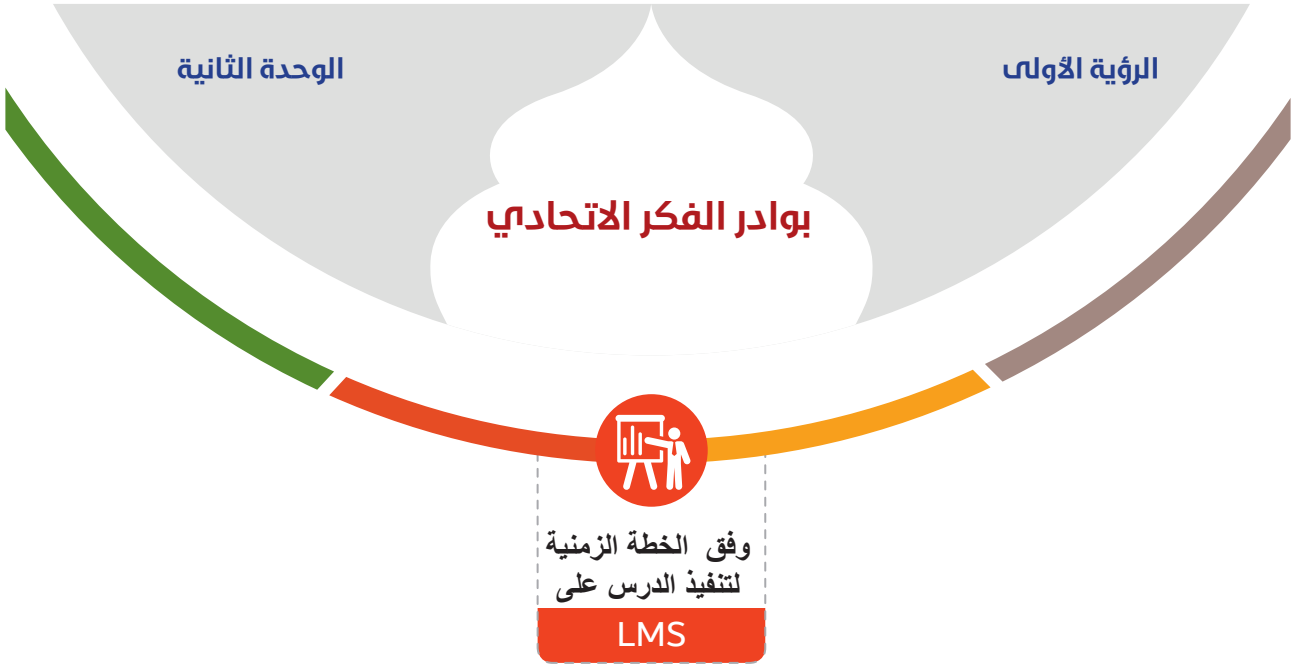 الرؤية الأولى
الوحدة الثانية
بوادر الفكر الاتحادي
وفق الخطة الزمنية
لتنفيذ الدرس على
LMS